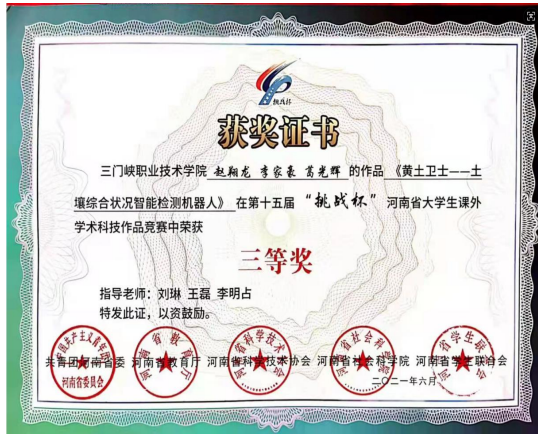 挑战杯
获奖证书
三门峡职业技术学院 赵翔龙 李家豪 葛光辉 的作品 《黄土卫士——土
壤综合状况智能检测机器人》 在第十五届 “挑战杯” 河南省大学生课外
学术科技作品竞赛中荣获
三等奖
指导老师：刘琳 王磊 李明占
特发此证，以资鼓励。
共青团河南省委 河南省教育厅 河南省科学技术协会 河南省社会科学院 河南省学生联合会
河南省委员会
二〇二一年六月